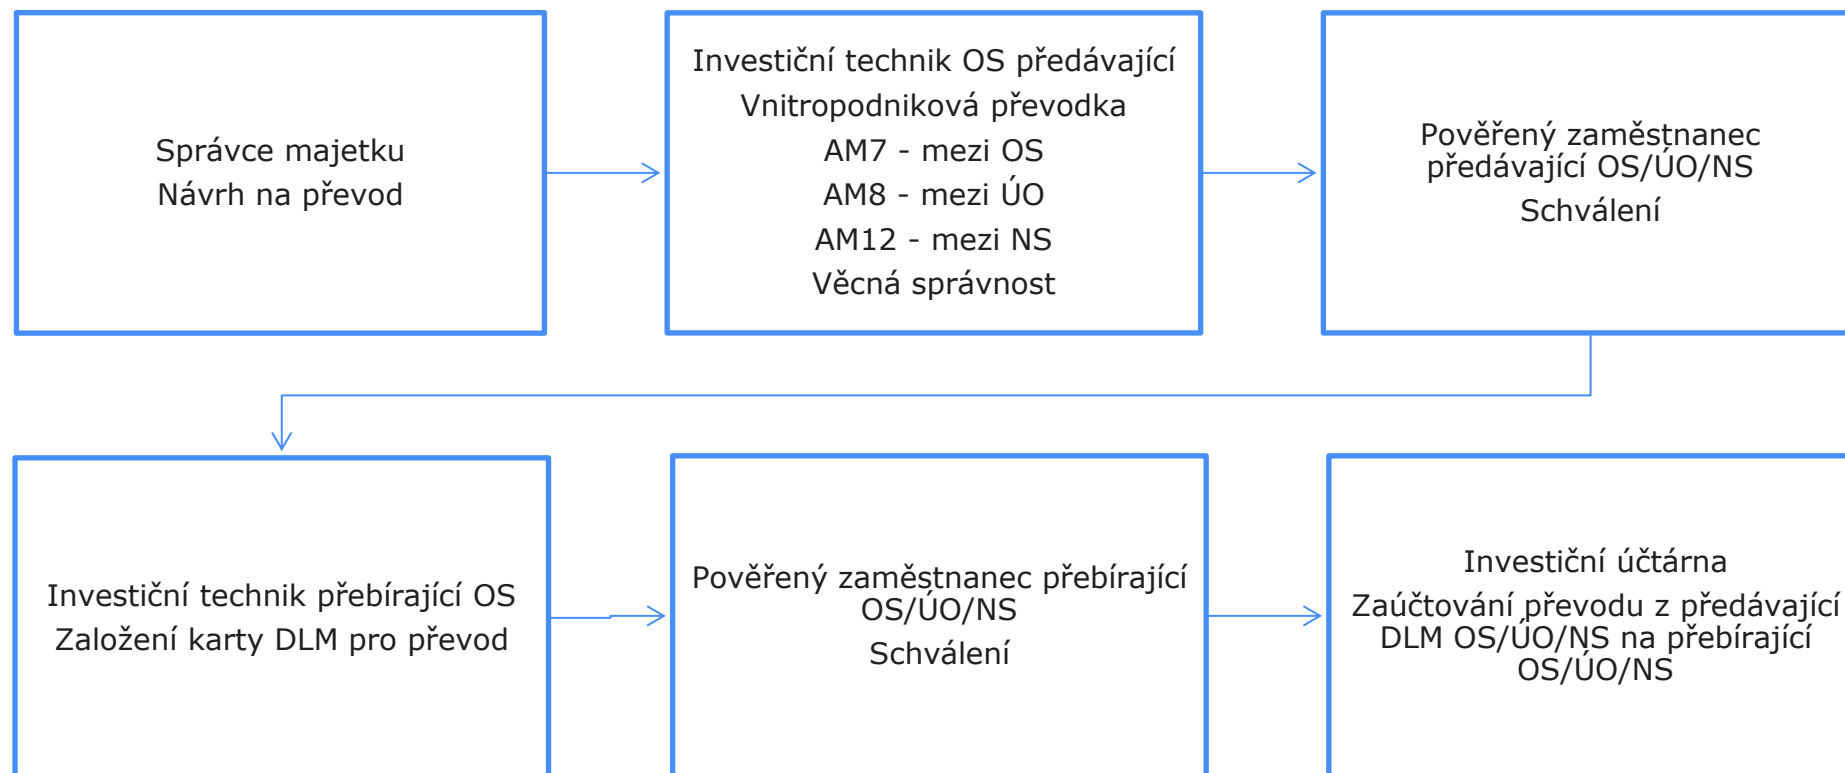 Správce majetku
Návrh na převod
Investiční technik OS předávající
Vnitropodniková převodka
AM7 - mezi OS
AM8 - mezi ÚO
AM12 - mezi NS
Věcná správnost
Pověřený zaměstnanec
předávající OS/ÚO/NS
Schválení
Investiční technik přebírající OS
Založení karty DLM pro převod
Pověřený zaměstnanec přebírající
OS/ÚO/NS
Schválení
Investiční účtárna
Zaúčtování převodu z předávající
DLM OS/ÚO/NS na přebírající
OS/ÚO/NS